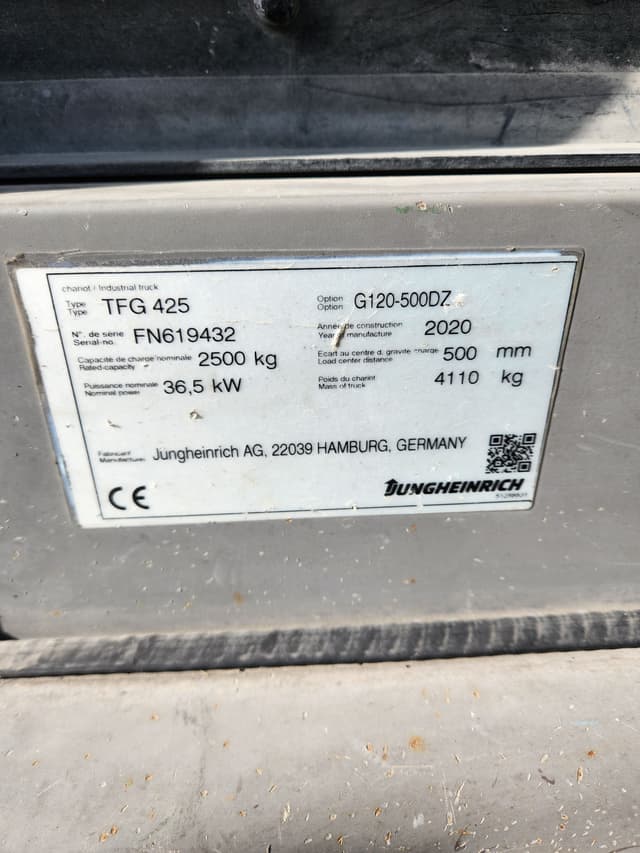 chariot / Industrial truck
Type TFG 425 Option G120-500DZ
Type Option
N°. de série FN619432 Année de construction 2020
Serial-no. Year of manufacture
Capacité de charge nominale 2500 kg Ecart au centre d. gravite charge 500 mm
Rated-capacity Load center distance
Puissance nominale 36,5 kW Poids du chariot 4110 kg
Nominal power Mass of truck
Fabricant Jungheinrich AG, 22039 HAMBURG, GERMANY
Manufacturer
CE JUNGHEINRICH